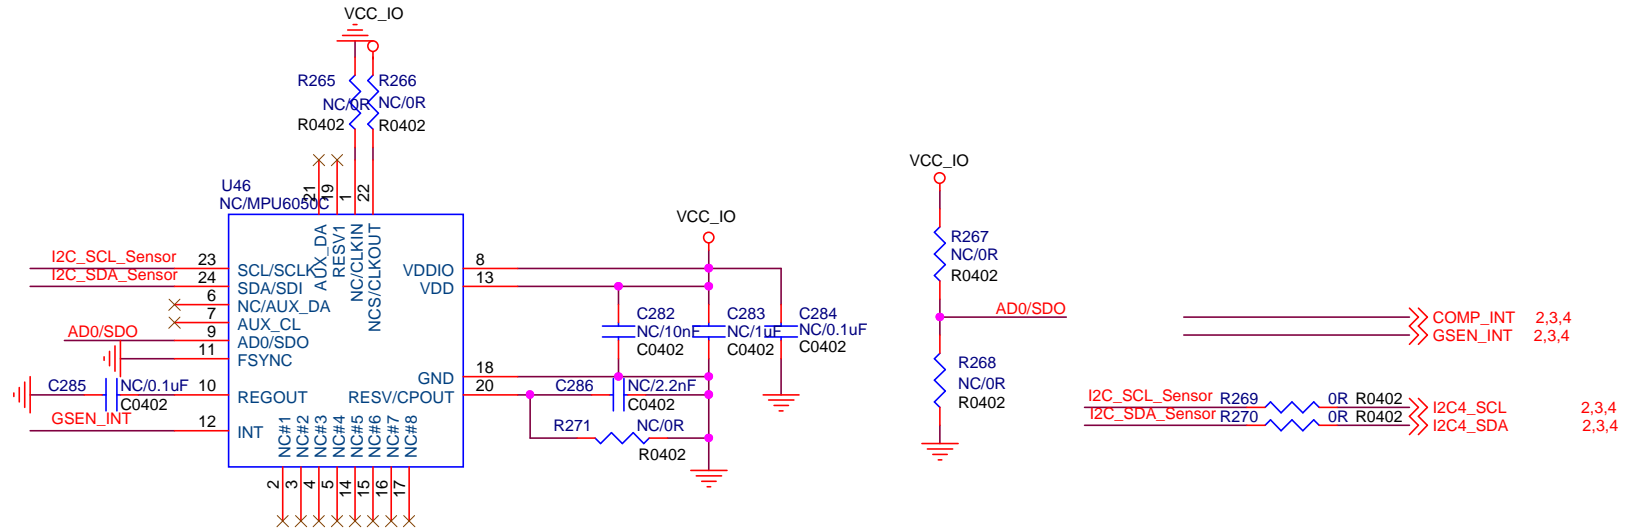 VCC_IO
R265
R266
NC/0R
NC/0R
R0402
R0402
21
19
1
22
U46
NC/MPU6050C
AUX_DA
RESV1
NC/CLKIN
NCS/CLKOUT
I2C_SCL_Sensor
23
SCL/SCLK
I2C_SDA_Sensor
24
SDA/SDI
6
NC/AUX_DA
7
AUX_CL
AD0/SDO
9
AD0/SDO
11
FSYNC
C285
NC/0.1uF
C0402
10
REGOUT
GSEN_INT
12
INT
NC#1
NC#2
NC#3
NC#4
NC#5
NC#6
NC#7
NC#8
2
3
4
5
14
15
16
17
VDDIO
8
VDD
13
GND
18
RESV/CPOUT
20
VCC_IO
C282
NC/10nF
C0402
C283
NC/1uF
C0402
C284
NC/0.1uF
C0402
C286
NC/2.2nF
C0402
R271
NC/0R
R0402
VCC_IO
R267
NC/0R
R0402
AD0/SDO
R268
NC/0R
R0402
COMP_INT 2,3,4
GSEN_INT 2,3,4
I2C_SCL_Sensor R269 0R R0402 I2C4_SCL 2,3,4
I2C_SDA_Sensor R270 0R R0402 I2C4_SDA 2,3,4